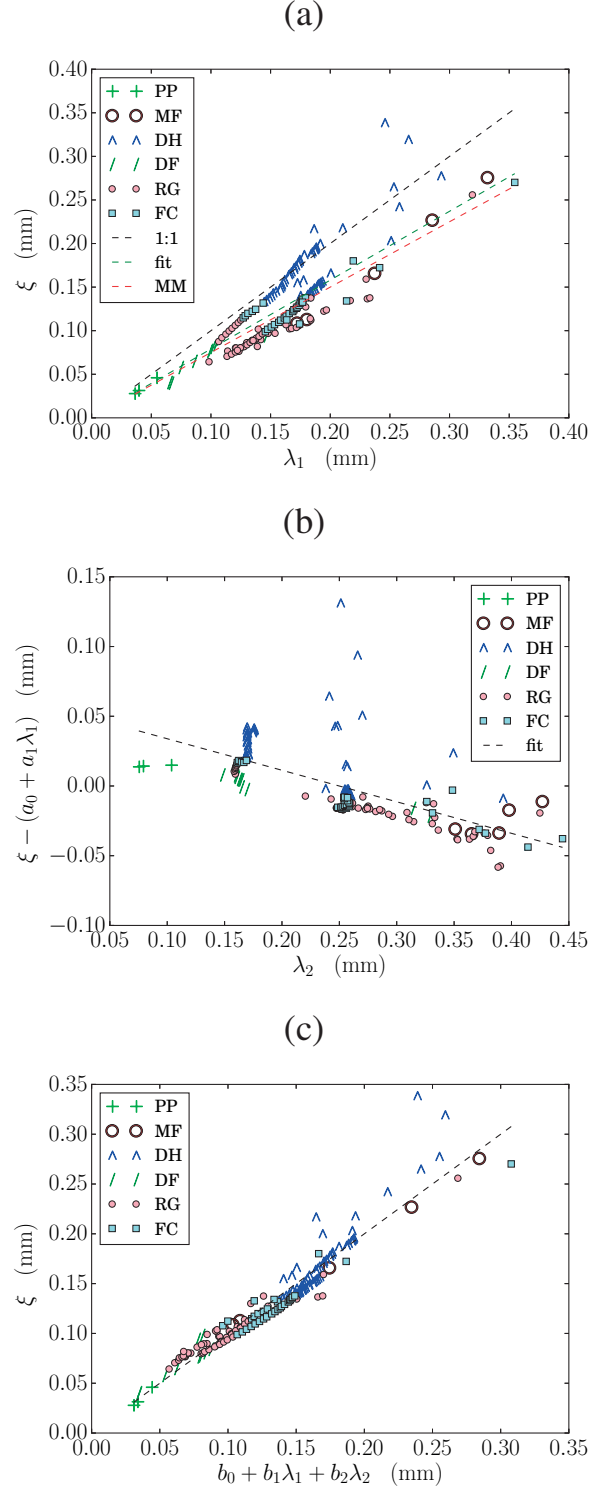 (a)
0.40
0.35
0.30
0.25
0.20
0.15
0.10
0.05
0.00
ξ (mm)
PP
MF
DH
DF
RG
FC
1:1
fit
MM
0.00 0.05 0.10 0.15 0.20 0.25 0.30 0.35 0.40
λ₁ (mm)
(b)
0.15
0.10
0.05
0.00
−0.05
−0.10
ξ − (a₀ + a₁λ₁) (mm)
PP
MF
DH
DF
RG
FC
fit
0.05 0.10 0.15 0.20 0.25 0.30 0.35 0.40 0.45
λ₂ (mm)
(c)
0.35
0.30
0.25
0.20
0.15
0.10
0.05
0.00
ξ (mm)
PP
MF
DH
DF
RG
FC
0.00 0.05 0.10 0.15 0.20 0.25 0.30 0.35
b₀ + b₁λ₁ + b₂λ₂ (mm)